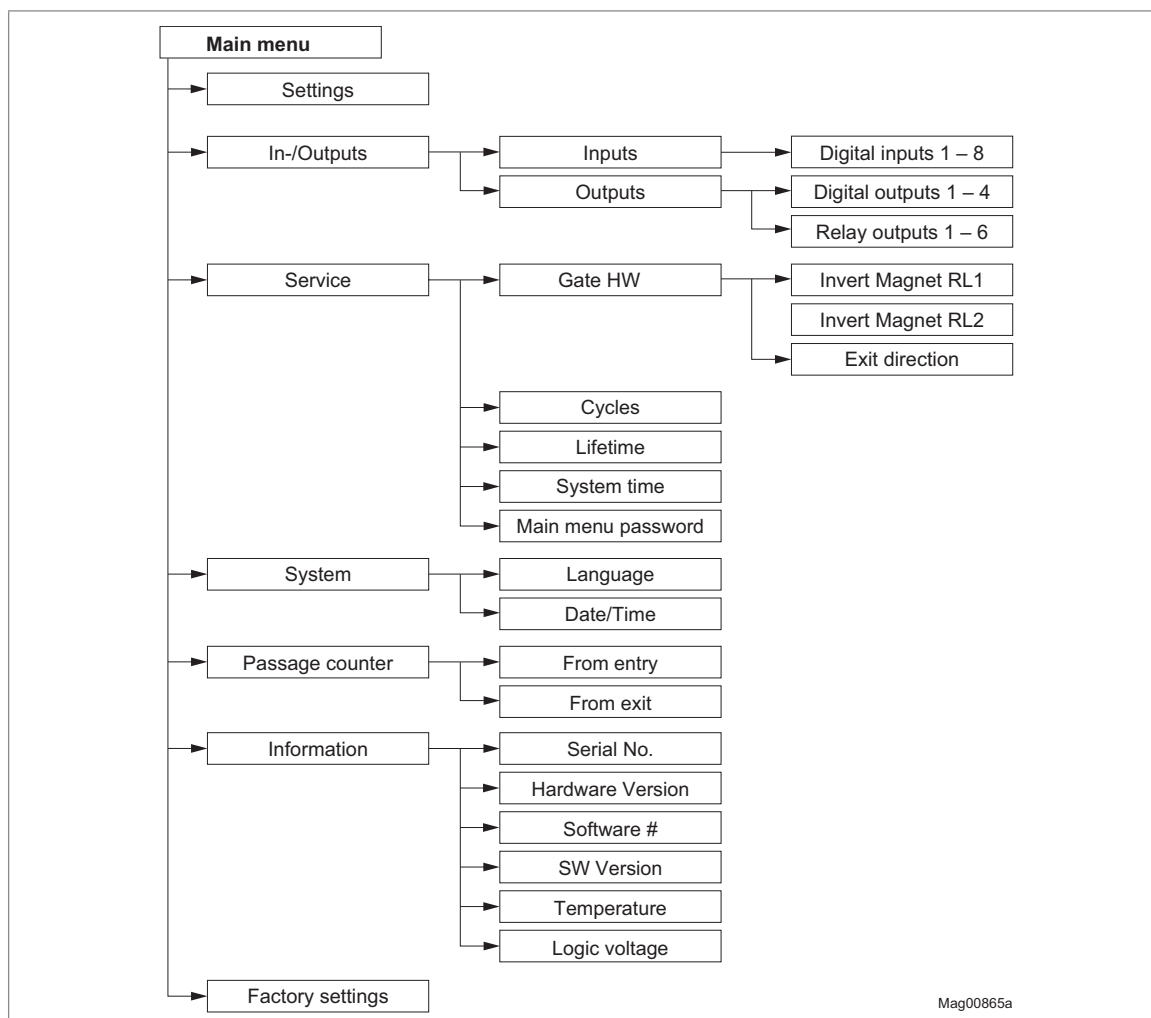 Main menu
Settings
In-/Outputs
Inputs
Digital inputs 1 – 8
Outputs
Digital outputs 1 – 4
Relay outputs 1 – 6
Service
Gate HW
Invert Magnet RL1
Invert Magnet RL2
Exit direction
Cycles
Lifetime
System time
Main menu password
System
Language
Date/Time
Passage counter
From entry
From exit
Information
Serial No.
Hardware Version
Software #
SW Version
Temperature
Logic voltage
Factory settings
Mag00865a